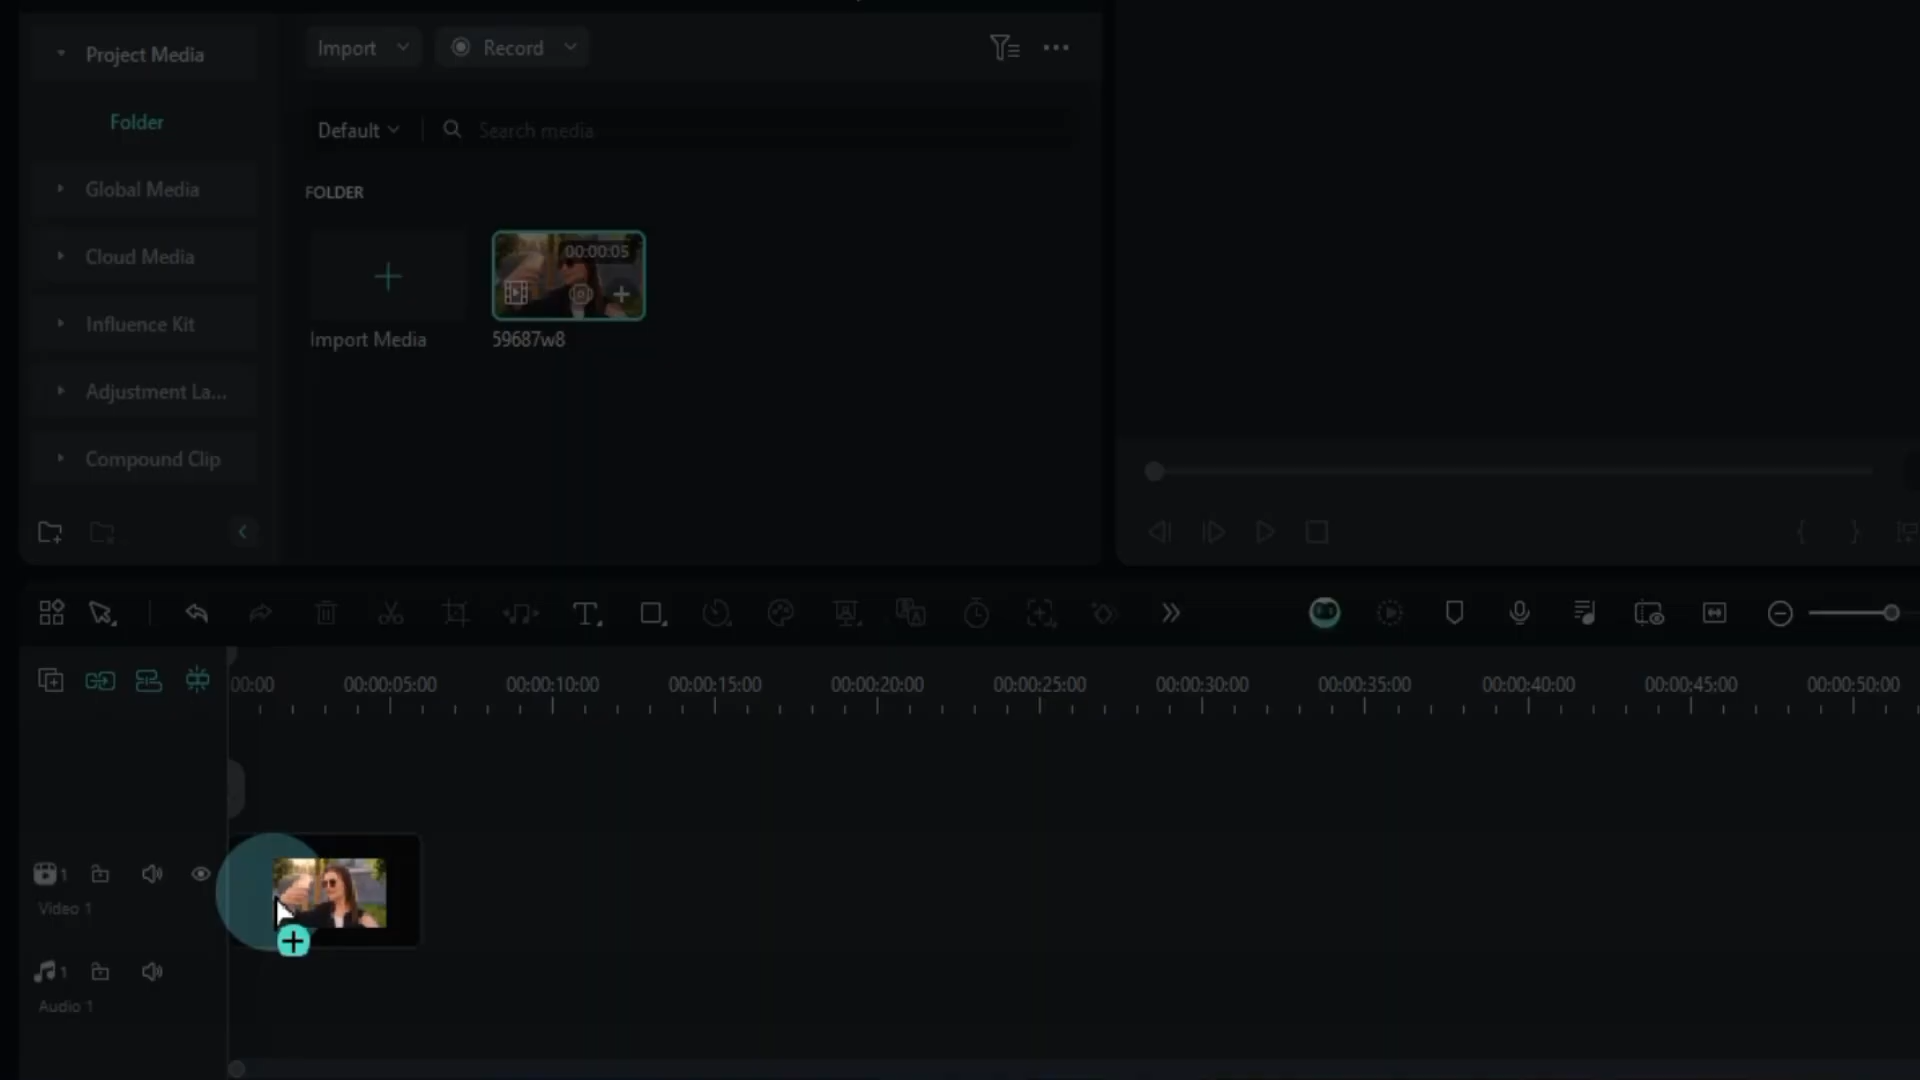 Project Media
Import
Record
Folder
Default
Search media
Global Media
FOLDER
Cloud Media
00:00:05
Influence Kit
Import Media
59687w8
Adjustment La...
Compound Clip
00:00
00:00:05:00
00:00:10:00
00:00:15:00
00:00:20:00
00:00:25:00
00:00:30:00
00:00:35:00
00:00:40:00
00:00:45:00
00:00:50:00
1
Video 1
1
Audio 1